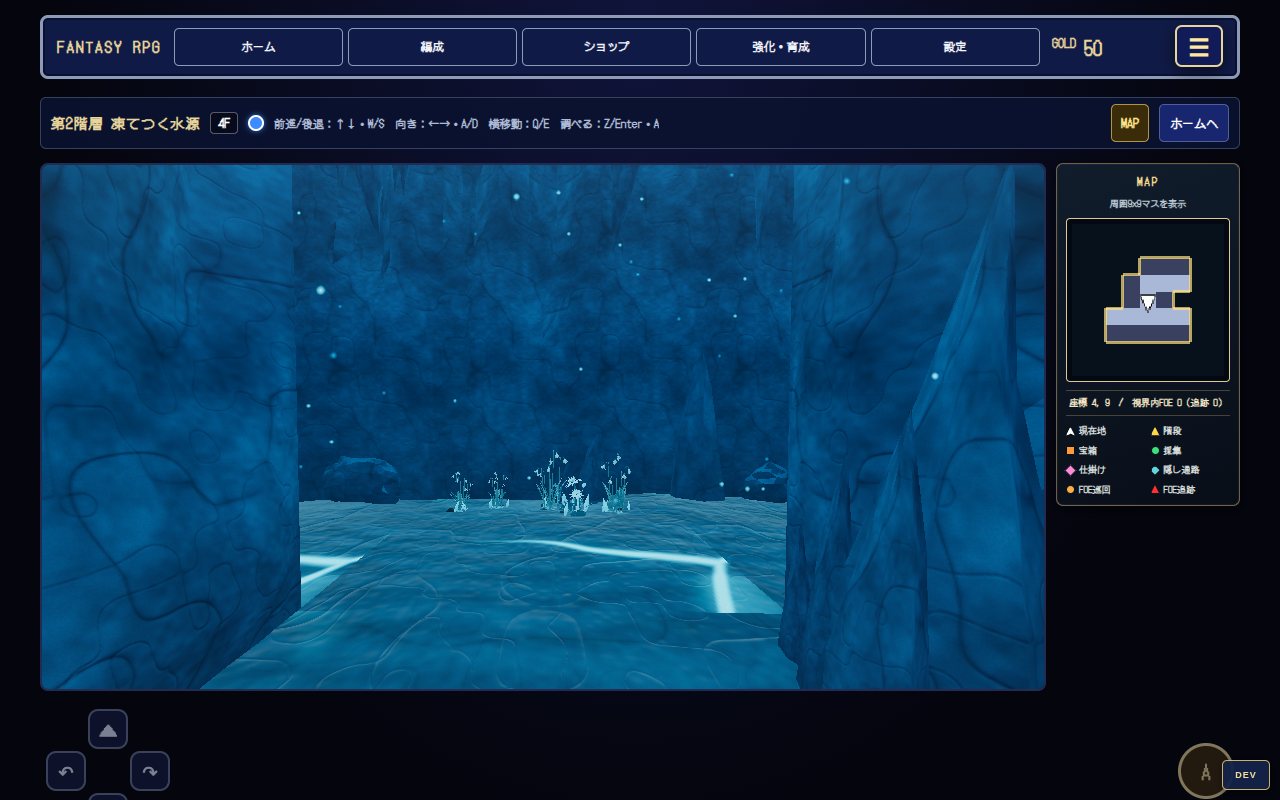 FANTASY RPG
ホーム
編成
ショップ
強化・育成
設定
GOLD 50
第2階層 凍てつく水源
4F
前進/後退：↑↓・W/S 向き：←→・A/D 横移動：Q/E 調べる：Z/Enter・A
MAP
ホームへ
MAP
周囲9x9マスを表示
座標 4, 9 / 視界内FOE 0（追跡 0）
現在地
階段
宝箱
採集
仕掛け
隠し通路
FOE巡回
FOE追跡
A
DEV